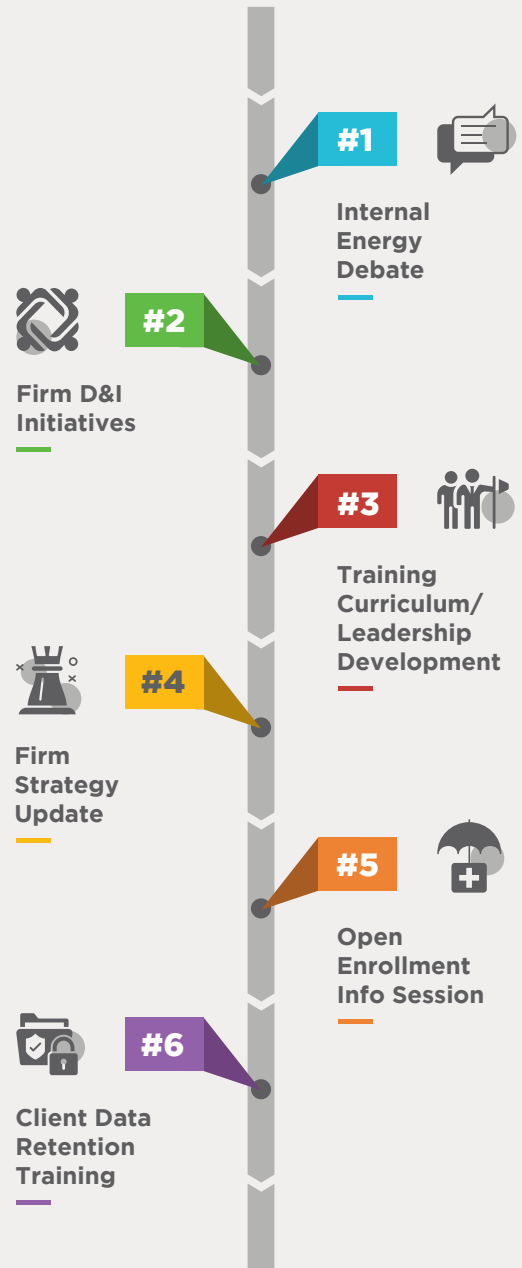 #1
Internal
Energy
Debate
#2
Firm D&I
Initiatives
#3
Training
Curriculum/
Leadership
Development
#4
Firm
Strategy
Update
#5
Open
Enrollment
Info Session
#6
Client Data
Retention
Training